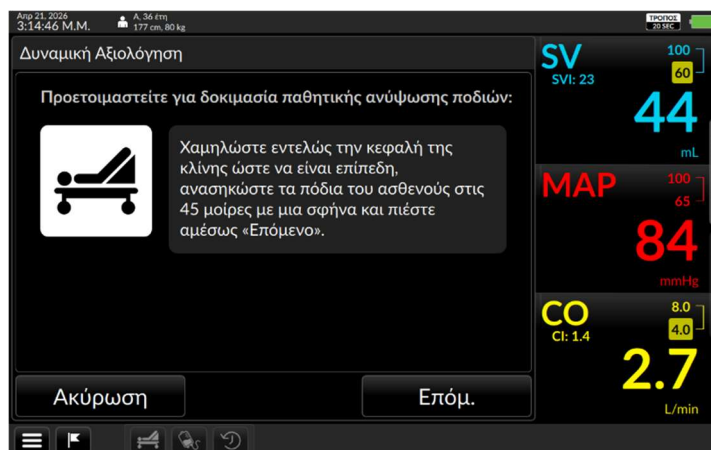 Απρ 21, 2026
3:14:46 Μ.Μ.
Α, 36 έτη
177 cm, 80 kg
ΤΡΟΠΟΣ
20 SEC
Δυναμική Αξιολόγηση
Προετοιμαστείτε για δοκιμασία παθητικής ανύψωσης ποδιών:
Χαμηλώστε εντελώς την κεφαλή της
κλίνης ώστε να είναι επίπεδη,
ανασηκώστε τα πόδια του ασθενούς στις
45 μοίρες με μια σφήνα και πιέστε
αμέσως «Επόμενο».
Ακύρωση
Επόμ.
SV
SVI: 23
100
60
44
mL
MAP
100
65
84
mmHg
CO
CI: 1.4
8.0
4.0
2.7
L/min